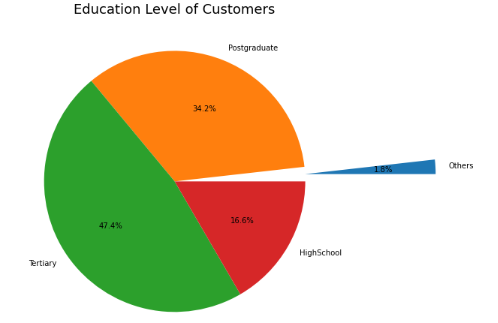 Education Level of Customers
Postgraduate
34.2%
Others
1.8%
47.4%
16.6%
HighSchool
Tertiary